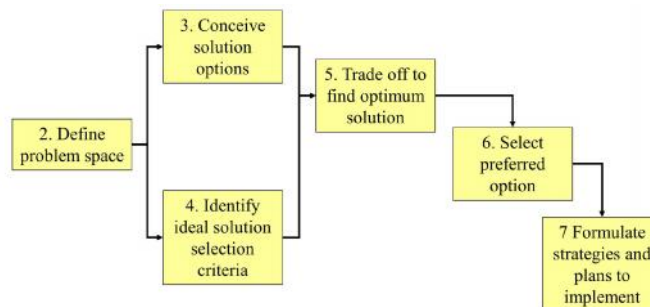 3. Conceive
solution
options
5. Trade off to
find optimum
solution
2. Define
problem space
6. Select
preferred
option
4. Identify
ideal solution
selection
criteria
7 Formulate
strategies and
plans to
implement